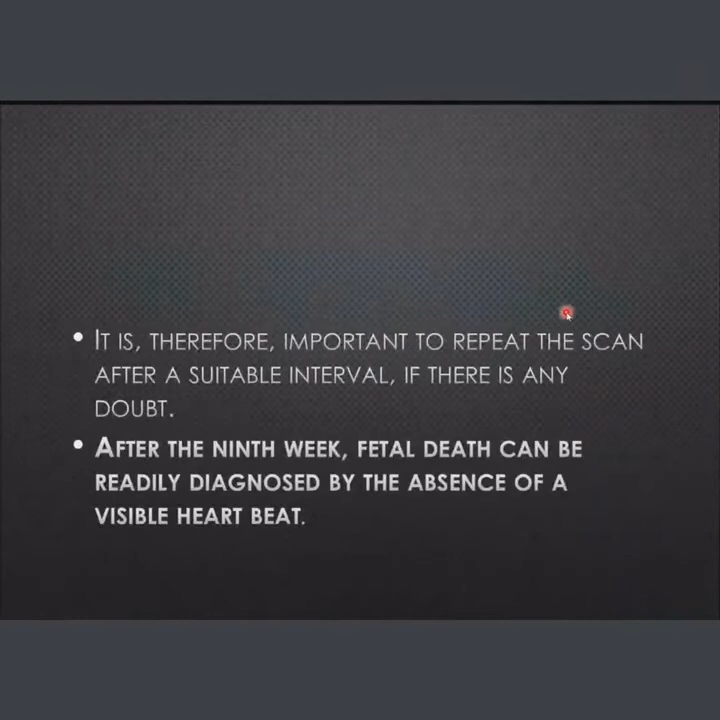 • IT IS, THEREFORE, IMPORTANT TO REPEAT THE SCAN
AFTER A SUITABLE INTERVAL, IF THERE IS ANY
DOUBT.
• AFTER THE NINTH WEEK, FETAL DEATH CAN BE
READILY DIAGNOSED BY THE ABSENCE OF A
VISIBLE HEART BEAT.